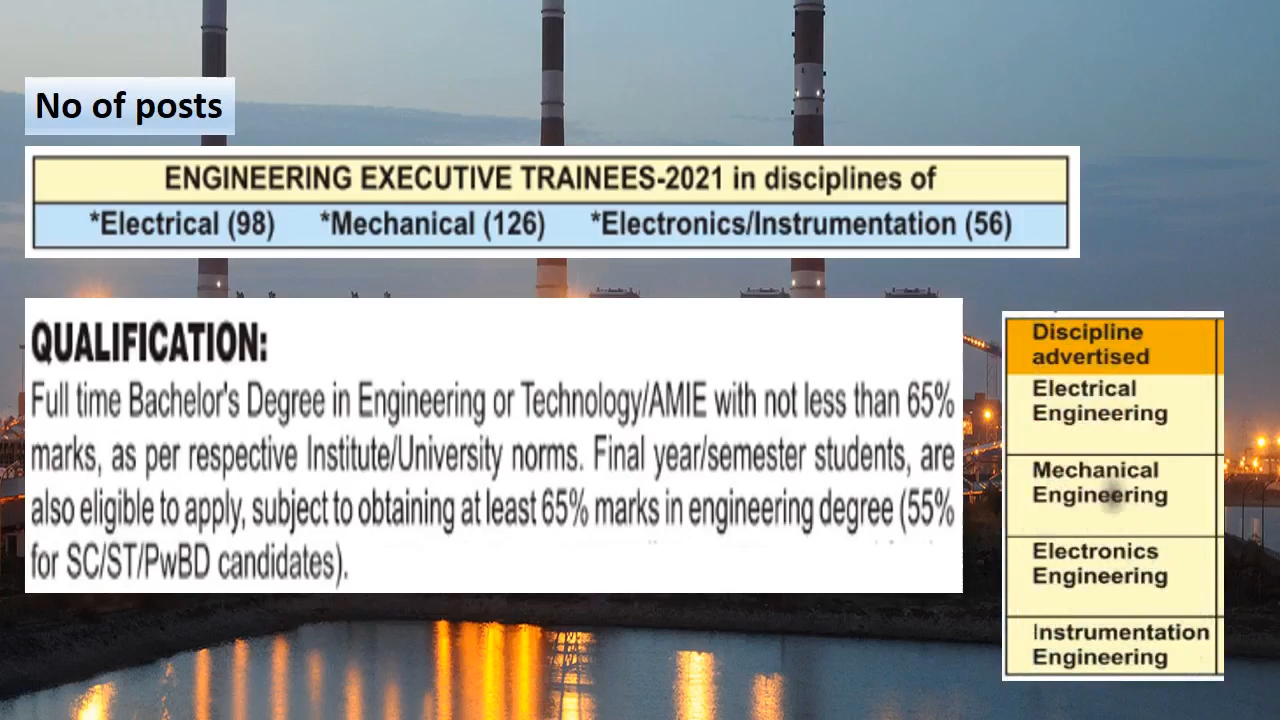 No of posts
ENGINEERING EXECUTIVE TRAINEES-2021 in disciplines of
*Electrical (98) *Mechanical (126) *Electronics/Instrumentation (56)
QUALIFICATION:
Full time Bachelor's Degree in Engineering or Technology/AMIE with not less than 65%
marks, as per respective Institute/University norms. Final year/semester students, are
also eligible to apply, subject to obtaining at least 65% marks in engineering degree (55%
for SC/ST/PwBD candidates).
Discipline
advertised
Electrical
Engineering
Mechanical
Engineering
Electronics
Engineering
Instrumentation
Engineering